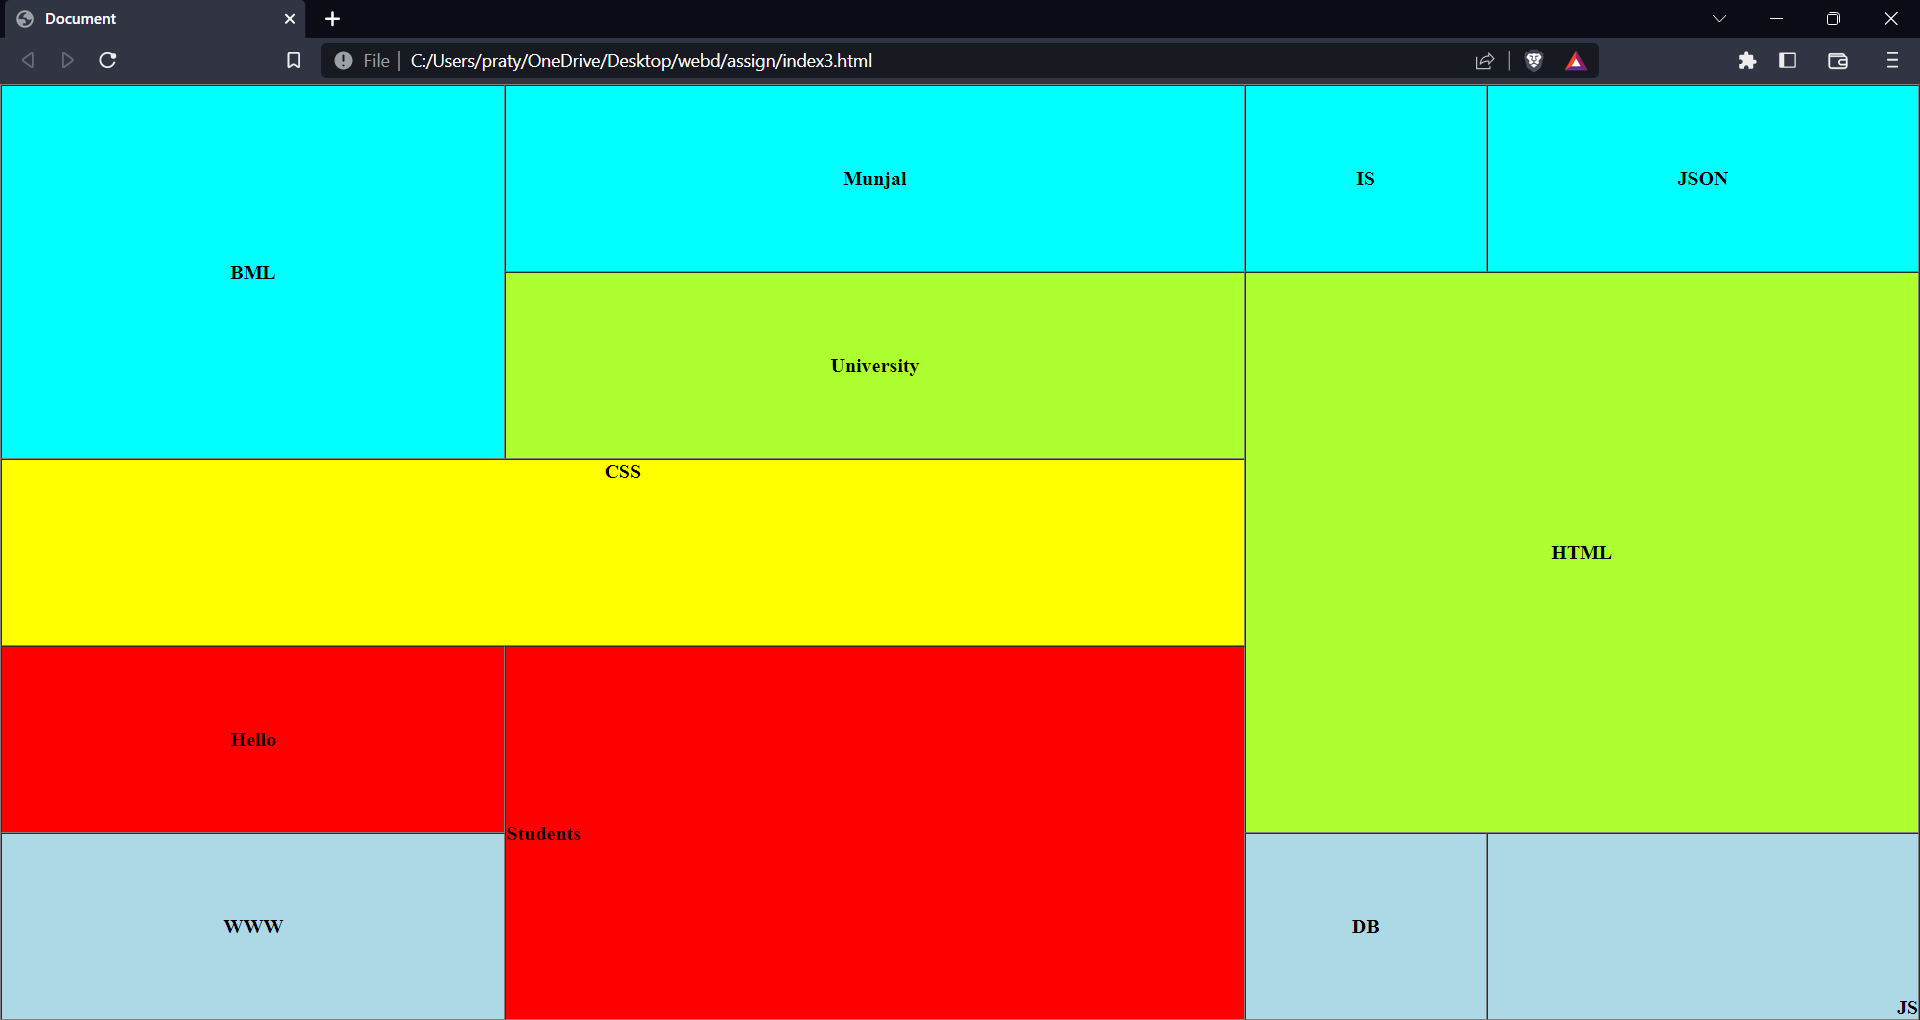 Document
File
C:/Users/praty/OneDrive/Desktop/webd/assign/index3.html
Munjal
IS
JSON
BML
University
CSS
HTML
Hello
Students
WWW
DB
JS